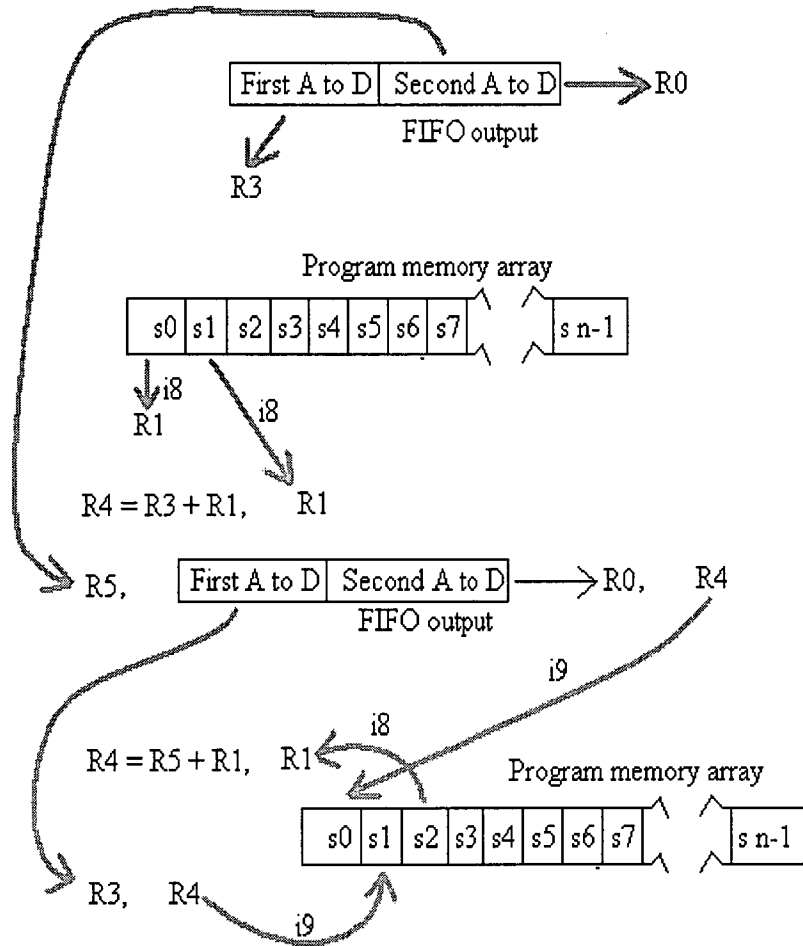 First A to D Second A to D R0
FIFO output
R3
Program memory array
s0 s1 s2 s3 s4 s5 s6 s7 s n-1
i8
i8
R1
R4 = R3 + R1, R1
R5, First A to D Second A to D R0, R4
FIFO output
i9
i8
R4 = R5 + R1, R1
Program memory array
s0 s1 s2 s3 s4 s5 s6 s7 s n-1
R3, R4
i9